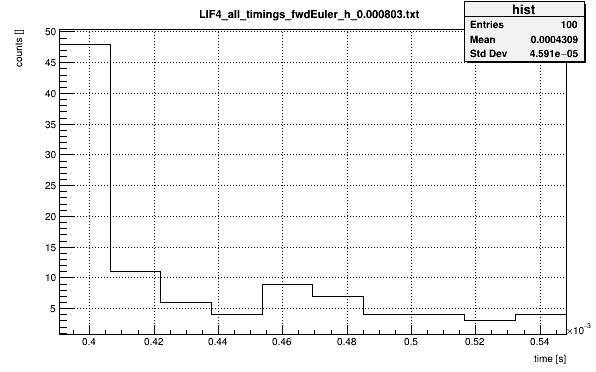 LIF4_all_timings_fwdEuler_h_0.000803.txt
hist
Entries 100
Mean 0.0004309
Std Dev 4.591e−05
counts []
50
45
40
35
30
25
20
15
10
5
0.4 0.42 0.44 0.46 0.48 0.5 0.52 0.54
×10⁻³
time [s]